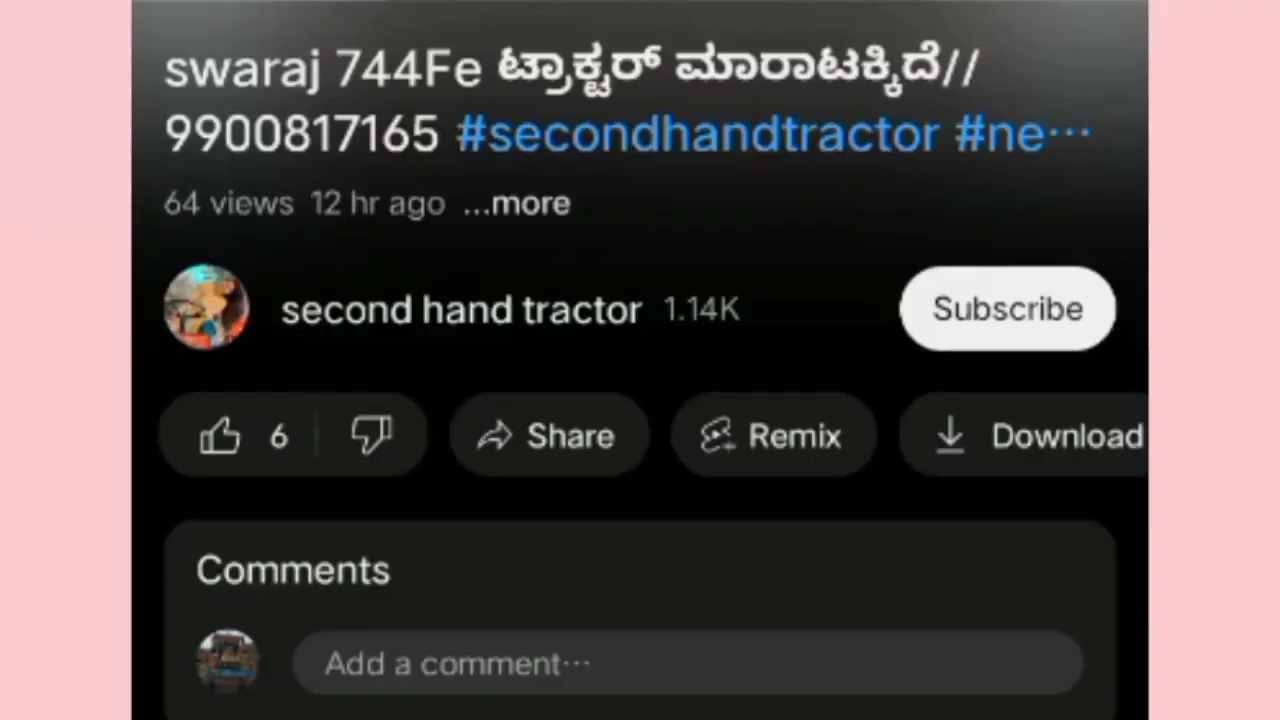 swaraj 744Fe ಟ್ರಾಕ್ಟರ್ ಮಾರಾಟಕ್ಕಿದೆ//
9900817165 #secondhandtractor #ne...
64 views 12 hr ago ...more
second hand tractor 1.14K
Subscribe
6
Share
Remix
Download
Comments
Add a comment...